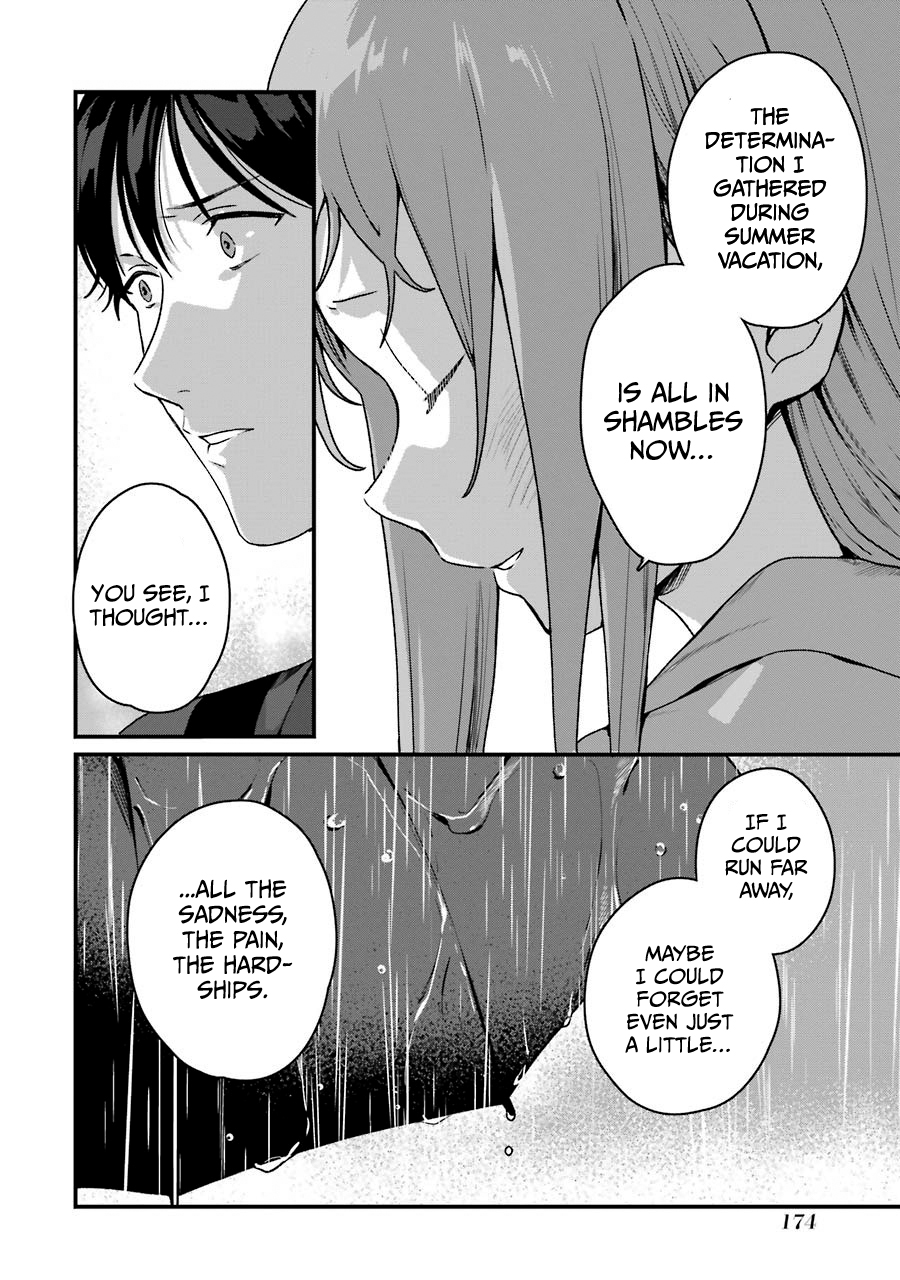 THE
DETERMINA-
TION I
GATHERED
DURING
SUMMER
VACATION,
IS ALL IN
SHAMBLES
NOW...
YOU SEE, I
THOUGHT...
IF I
COULD
RUN FAR
AWAY,
MAYBE
I COULD
FORGET
EVEN JUST
A LITTLE...
...ALL THE
SADNESS,
THE PAIN,
THE HARD-
SHIPS.
174